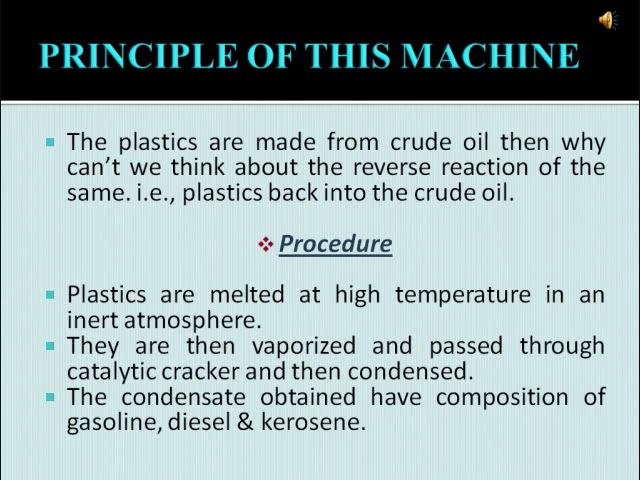 PRINCIPLE OF THIS MACHINE
The plastics are made from crude oil then why
can't we think about the reverse reaction of the
same. i.e., plastics back into the crude oil.
Procedure
Plastics are melted at high temperature in an
inert atmosphere.
They are then vaporized and passed through
catalytic cracker and then condensed.
The condensate obtained have composition of
gasoline, diesel & kerosene.